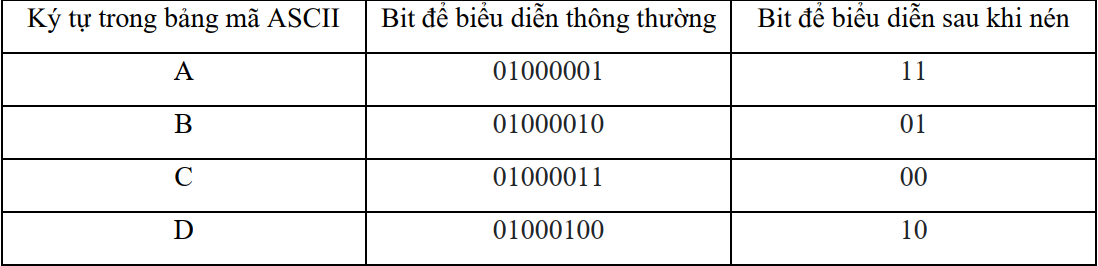 Ký tự trong bảng mã ASCII Bit để biểu diễn thông thường Bit để biểu diễn sau khi nén
A 01000001 11
B 01000010 01
C 01000011 00
D 01000100 10